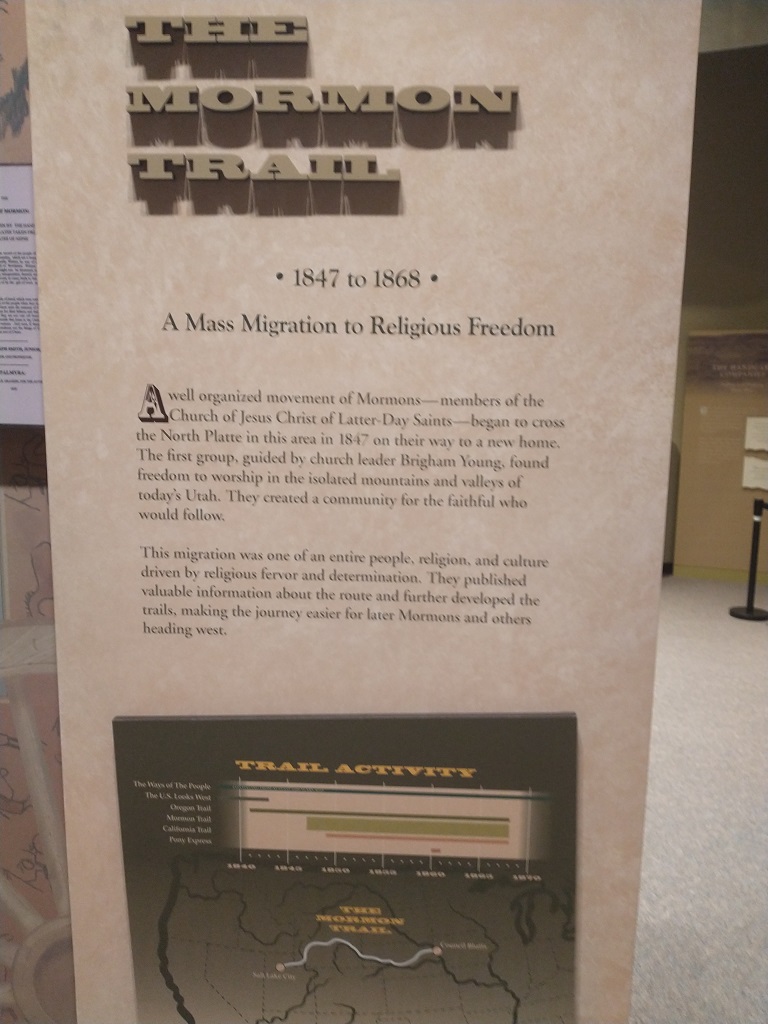 THE
MORMON
TRAIL
• 1847 to 1868 •
A Mass Migration to Religious Freedom
A well organized movement of Mormons—members of the
Church of Jesus Christ of Latter-Day Saints—began to cross
the North Platte in this area in 1847 on their way to a new home.
The first group, guided by church leader Brigham Young, found
freedom to worship in the isolated mountains and valleys of
today's Utah. They created a community for the faithful who
would follow.
This migration was one of an entire people, religion, and culture
driven by religious fervor and determination. They published
valuable information about the route and further developed the
trails, making the journey easier for later Mormons and others
heading west.
TRAIL ACTIVITY
The Ways of The People
The U.S. Looks West
Oregon Trail
Mormon Trail
California Trail
Pony Express
1840 1845 1850 1855 1860 1865 1870
THE
MORMON
TRAIL
Council Bluffs
Salt Lake City